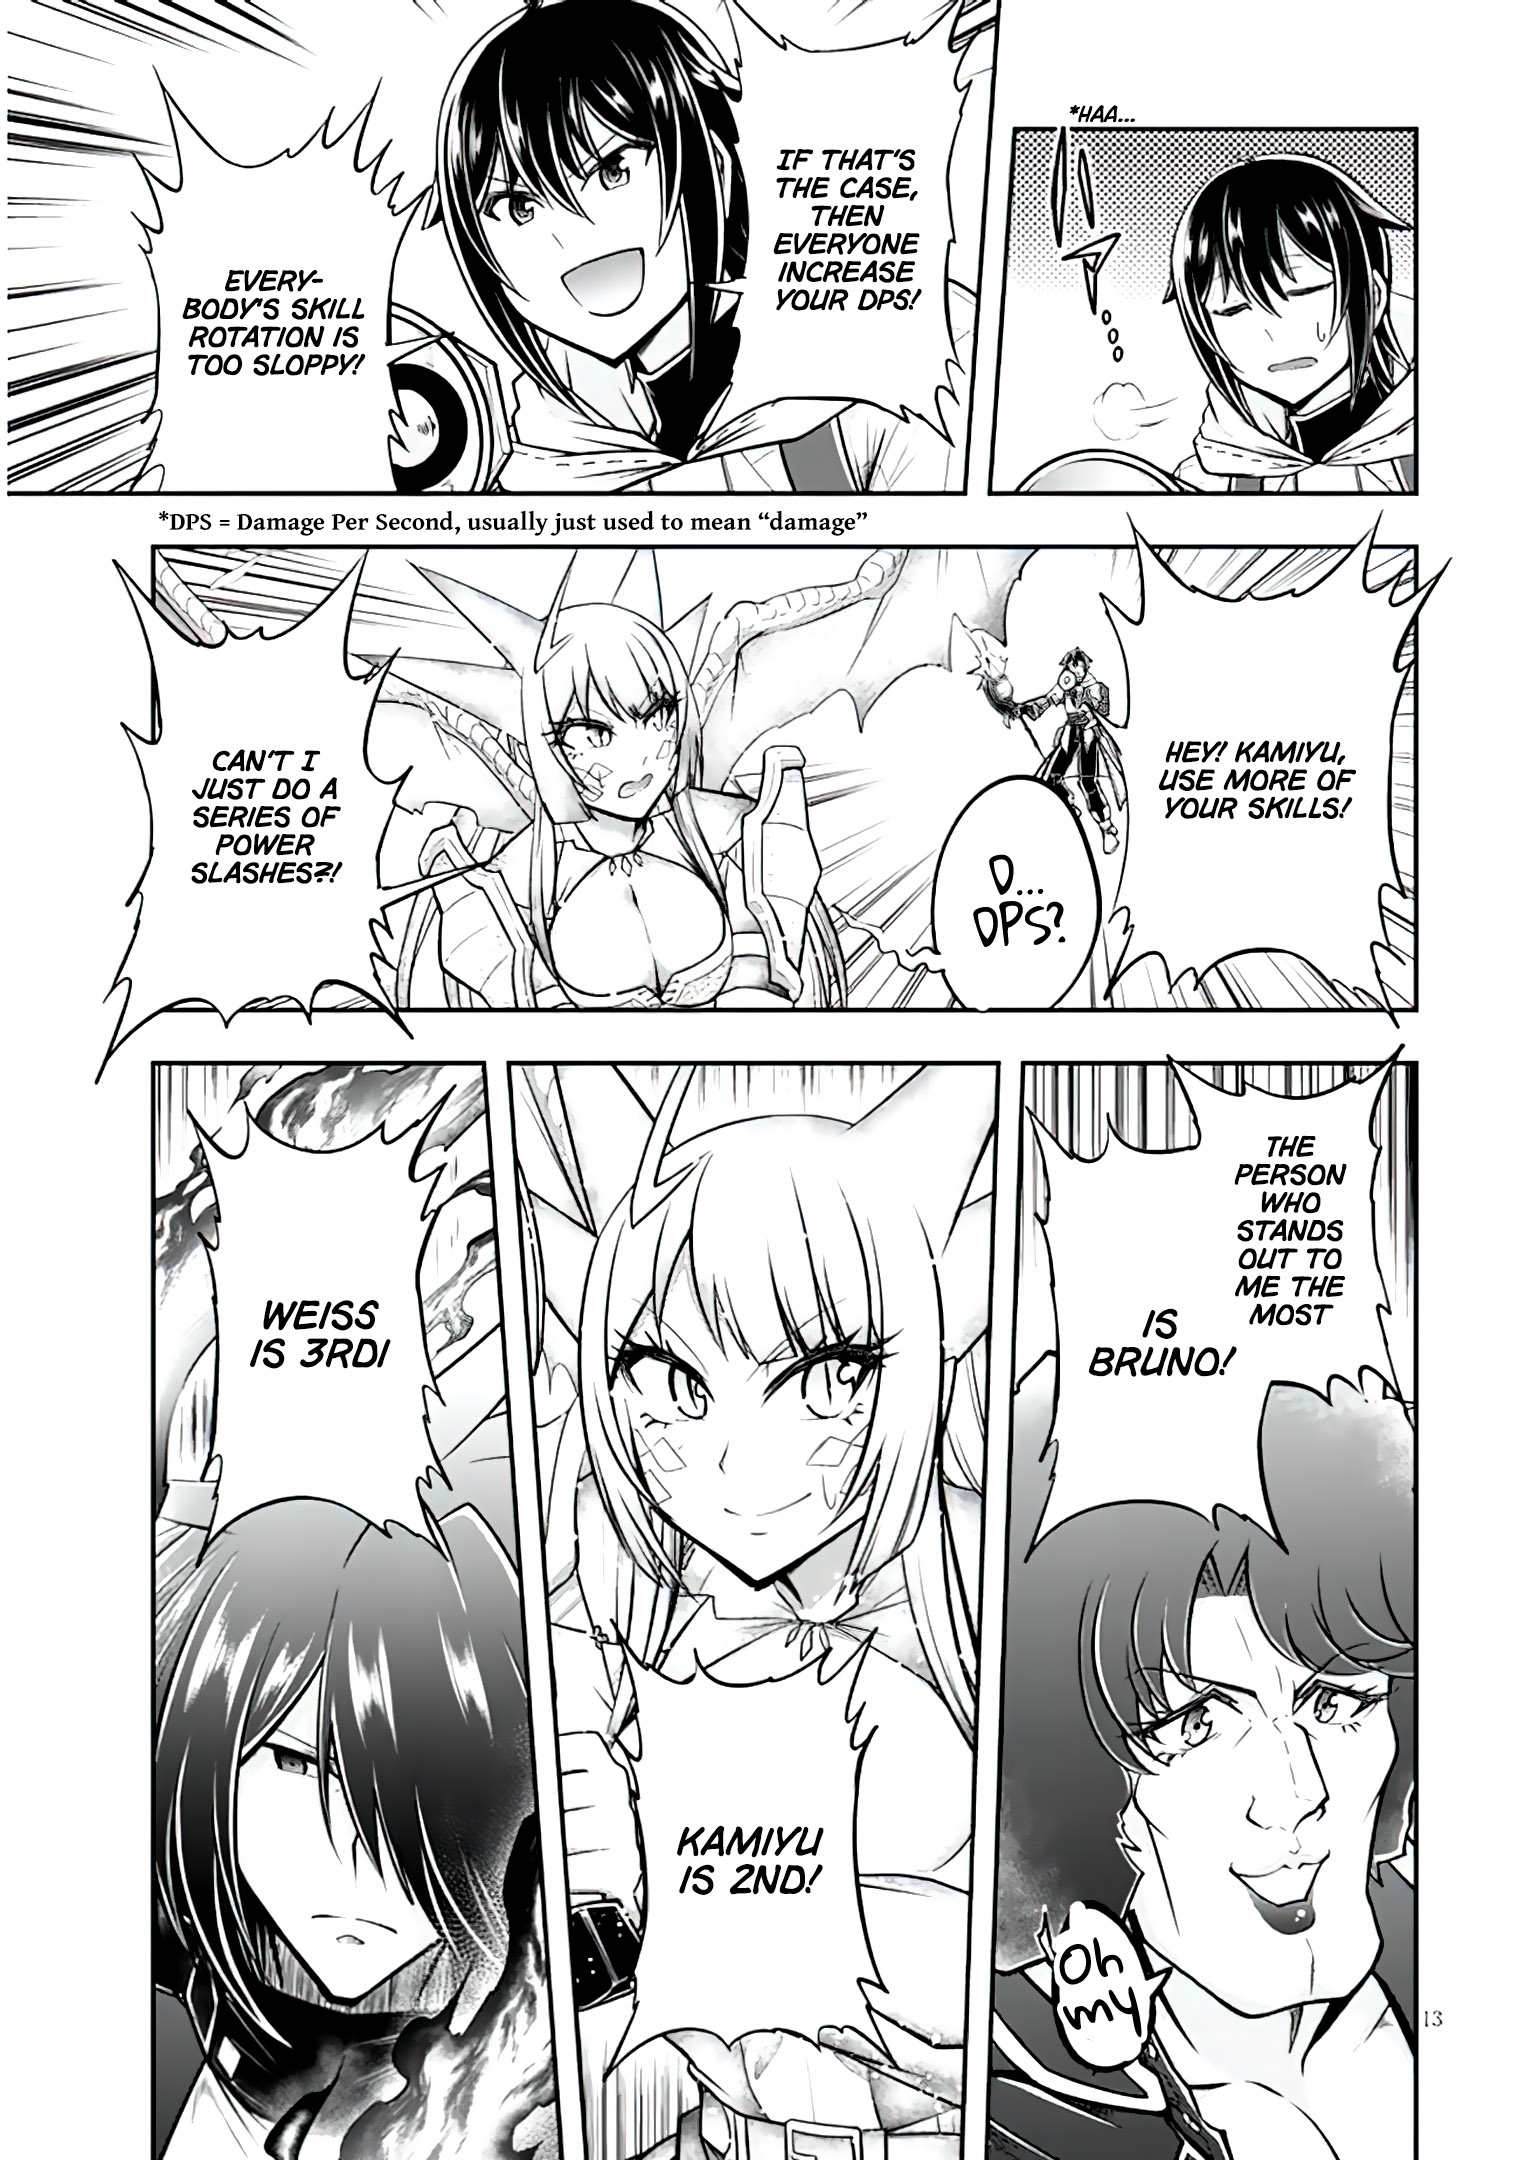 *HAA...
IF THAT'S
THE CASE,
THEN
EVERYONE
INCREASE
YOUR DPS!
EVERY-
BODY'S SKILL
ROTATION IS
TOO SLOPPY!
*DPS = Damage Per Second, usually just used to mean “damage”
HEY! KAMIYU,
USE MORE OF
YOUR SKILLS!
D...
DPS?
CAN'T I
JUST DO A
SERIES OF
POWER
SLASHES?!
THE
PERSON
WHO
STANDS
OUT TO
ME THE
MOST
IS
BRUNO!
Oh
my
KAMIYU
IS 2ND!
WEISS
IS 3RD!
13